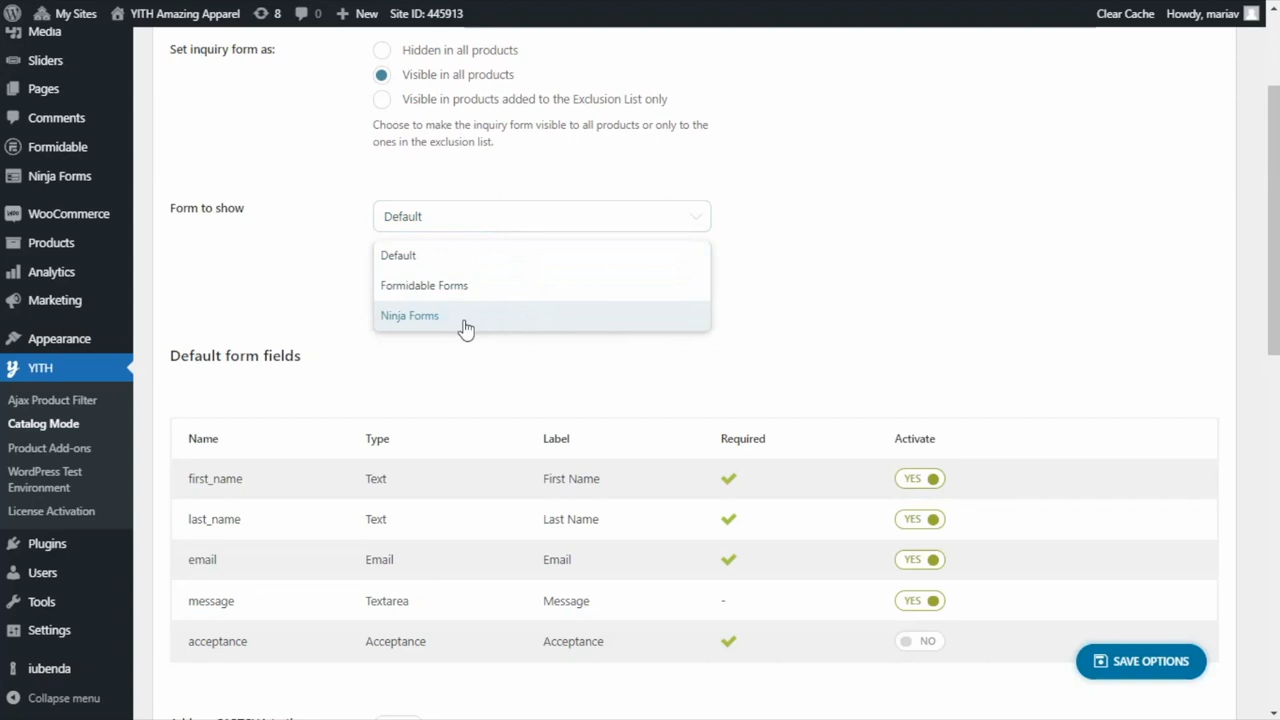 My Sites
YITH Amazing Apparel
8
0
New
Site ID: 445913
Clear Cache
Howdy, mariav
Media
Sliders
Pages
Comments
Formidable
Ninja Forms
WooCommerce
Products
Analytics
Marketing
Appearance
YITH
Ajax Product Filter
Catalog Mode
Product Add-ons
WordPress Test
Environment
License Activation
Plugins
Users
Tools
Settings
iubenda
Collapse menu
Set inquiry form as:
Hidden in all products
Visible in all products
Visible in products added to the Exclusion List only
Choose to make the inquiry form visible to all products or only to the
ones in the exclusion list.
Form to show
Default
Default
Formidable Forms
Ninja Forms
Default form fields
Name Type Label Required Activate
first_name Text First Name YES
last_name Text Last Name YES
email Email Email YES
message Textarea Message - YES
acceptance Acceptance Acceptance NO
SAVE OPTIONS